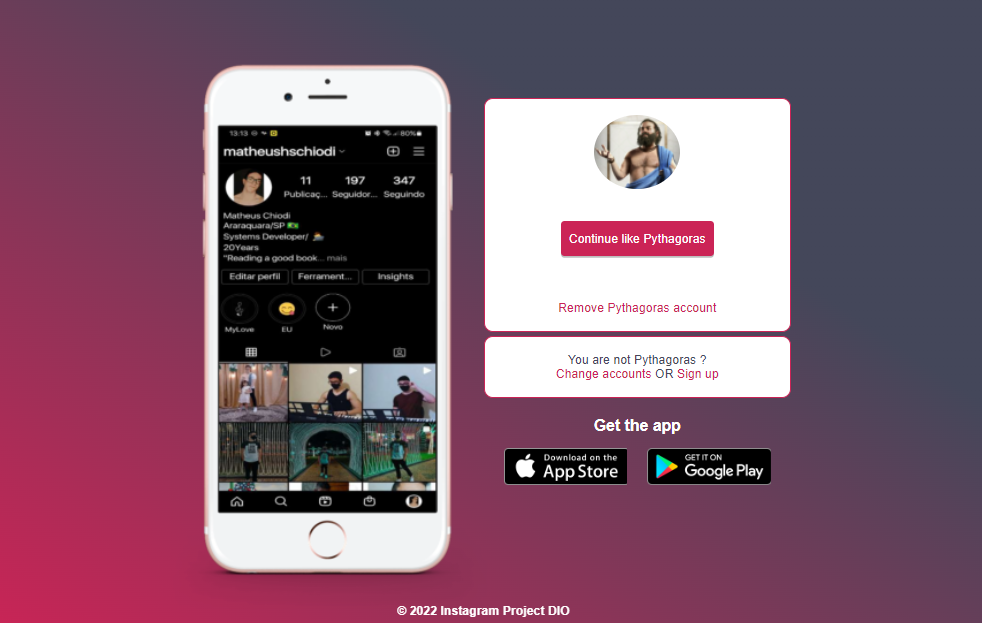 13:13
80%
matheushschiodi
11 197 347
Publicaç... Seguidor... Seguindo
Matheus Chiodi
Araraquara/SP
Systems Developer/
20Years
"Reading a good book... mais
Editar perfil Ferrament... Insights
MyLove EU Novo
Continue like Pythagoras
Remove Pythagoras account
You are not Pythagoras ?
Change accounts OR Sign up
Get the app
Download on the
App Store
GET IT ON
Google Play
© 2022 Instagram Project DIO